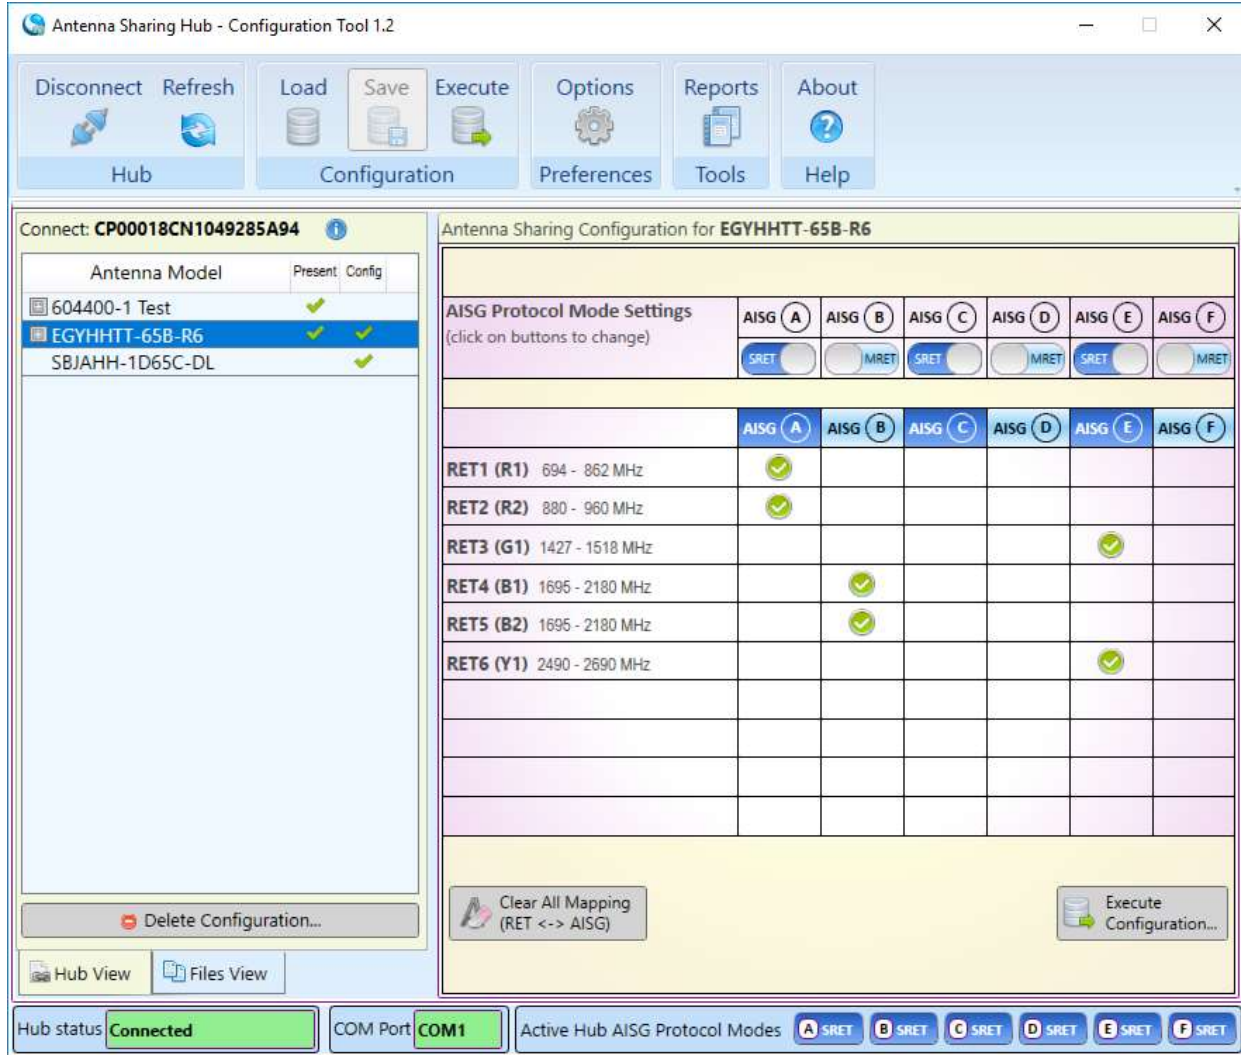 Antenna Sharing Hub - Configuration Tool 1.2
Disconnect Refresh Load Save Execute Options Reports About
Hub Configuration Preferences Tools Help
Connect: CP00018CN1049285A94
Antenna Model Present Config
604400-1 Test
EGYHHTT-65B-R6
SBJAHH-1D65C-DL
Delete Configuration...
Hub View Files View
Antenna Sharing Configuration for EGYHHTT-65B-R6
AISG Protocol Mode Settings
(click on buttons to change)
AISG A AISG B AISG C AISG D AISG E AISG F
SRET MRET SRET MRET SRET MRET
AISG A AISG B AISG C AISG D AISG E AISG F
RET1 (R1) 694 - 862 MHz
RET2 (R2) 880 - 960 MHz
RET3 (G1) 1427 - 1518 MHz
RET4 (B1) 1695 - 2180 MHz
RET5 (B2) 1695 - 2180 MHz
RET6 (Y1) 2490 - 2690 MHz
Clear All Mapping
(RET <-> AISG)
Execute
Configuration...
Hub status Connected COM Port COM1 Active Hub AISG Protocol Modes A SRET B SRET C SRET D SRET E SRET F SRET